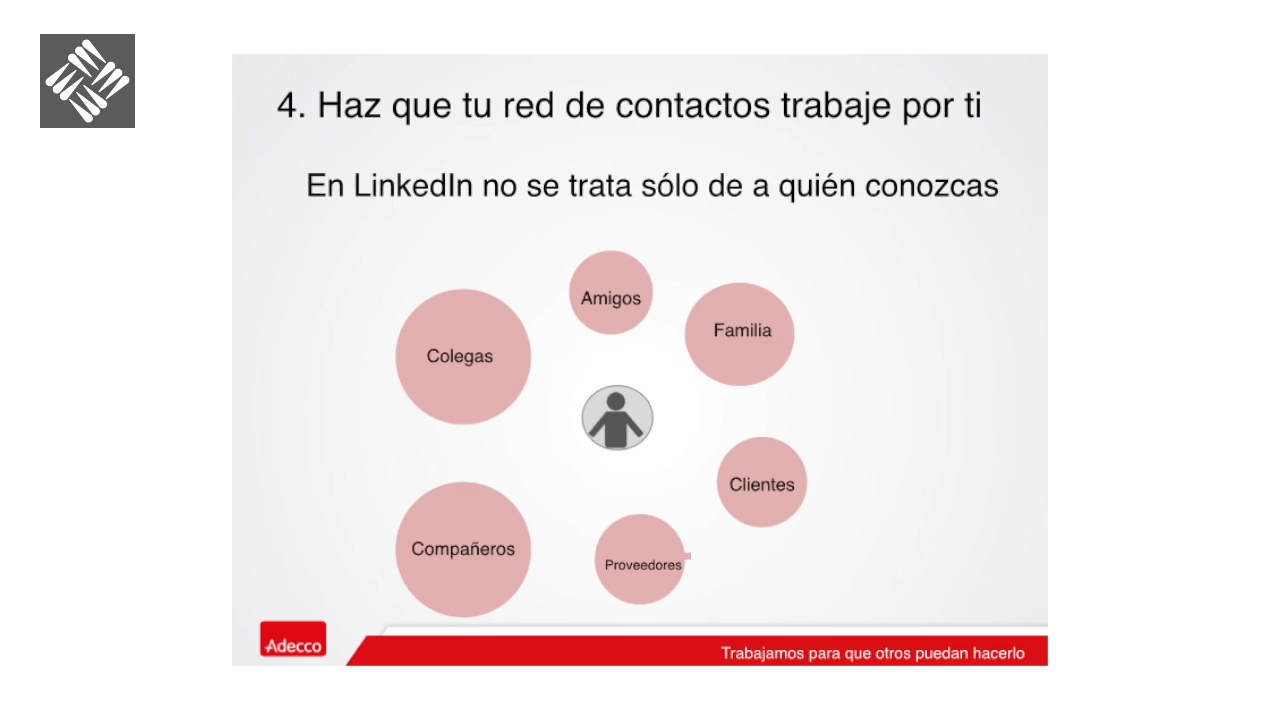 4. Haz que tu red de contactos trabaje por ti
En LinkedIn no se trata sólo de a quién conozcas
Amigos
Familia
Colegas
Clientes
Compañeros
Proveedores
Adecco
Trabajamos para que otros puedan hacerlo